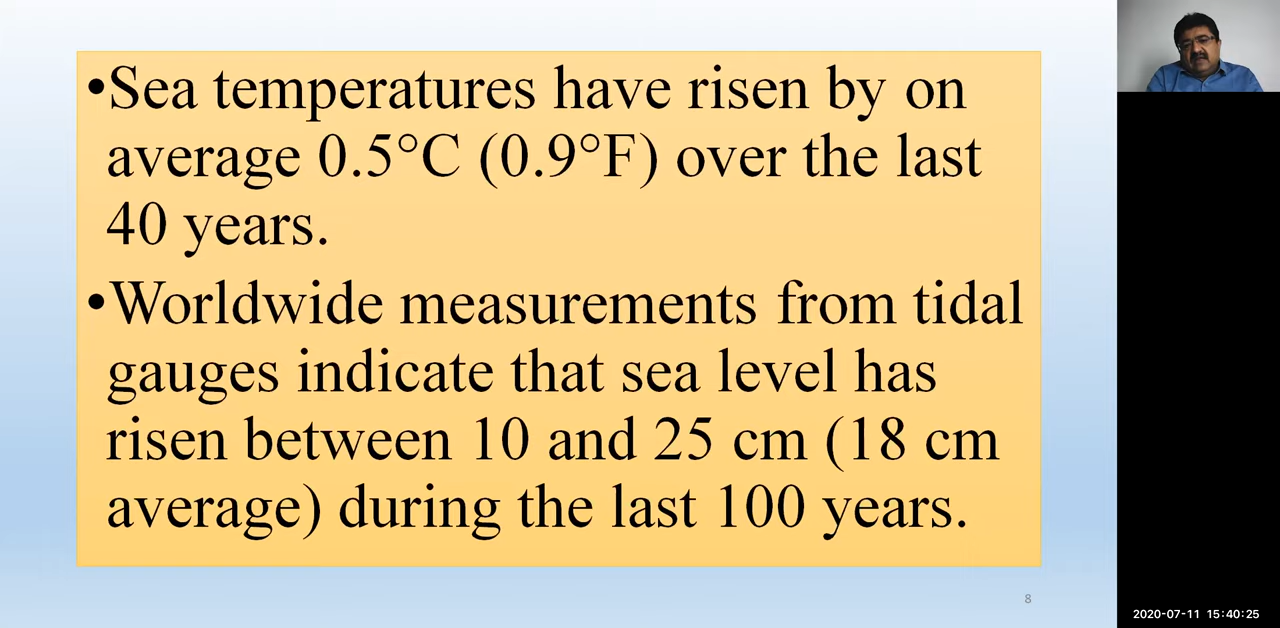 •Sea temperatures have risen by on
average 0.5°C (0.9°F) over the last
40 years.
•Worldwide measurements from tidal
gauges indicate that sea level has
risen between 10 and 25 cm (18 cm
average) during the last 100 years.
8
2020-07-11 15:40:25